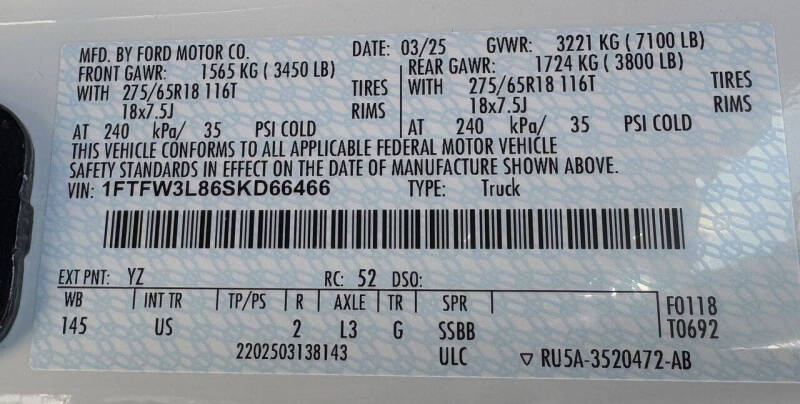 MFD. BY FORD MOTOR CO. DATE: 03/25 GVWR: 3221 KG ( 7100 LB)
FRONT GAWR: 1565 KG ( 3450 LB) REAR GAWR: 1724 KG ( 3800 LB)
WITH 275/65R18 116T TIRES WITH 275/65R18 116T TIRES
18x7.5J RIMS 18x7.5J RIMS
AT 240 kPa/ 35 PSI COLD AT 240 kPa/ 35 PSI COLD
THIS VEHICLE CONFORMS TO ALL APPLICABLE FEDERAL MOTOR VEHICLE
SAFETY STANDARDS IN EFFECT ON THE DATE OF MANUFACTURE SHOWN ABOVE.
VIN: 1FTFW3L86SKD66466 TYPE: Truck
EXT PNT: YZ RC: 52 DSO:
WB INT TR TP/PS R AXLE TR SPR F0118
145 US 2 L3 G SSBB T0692
2202503138143 ULC ▽ RU5A-3520472-AB